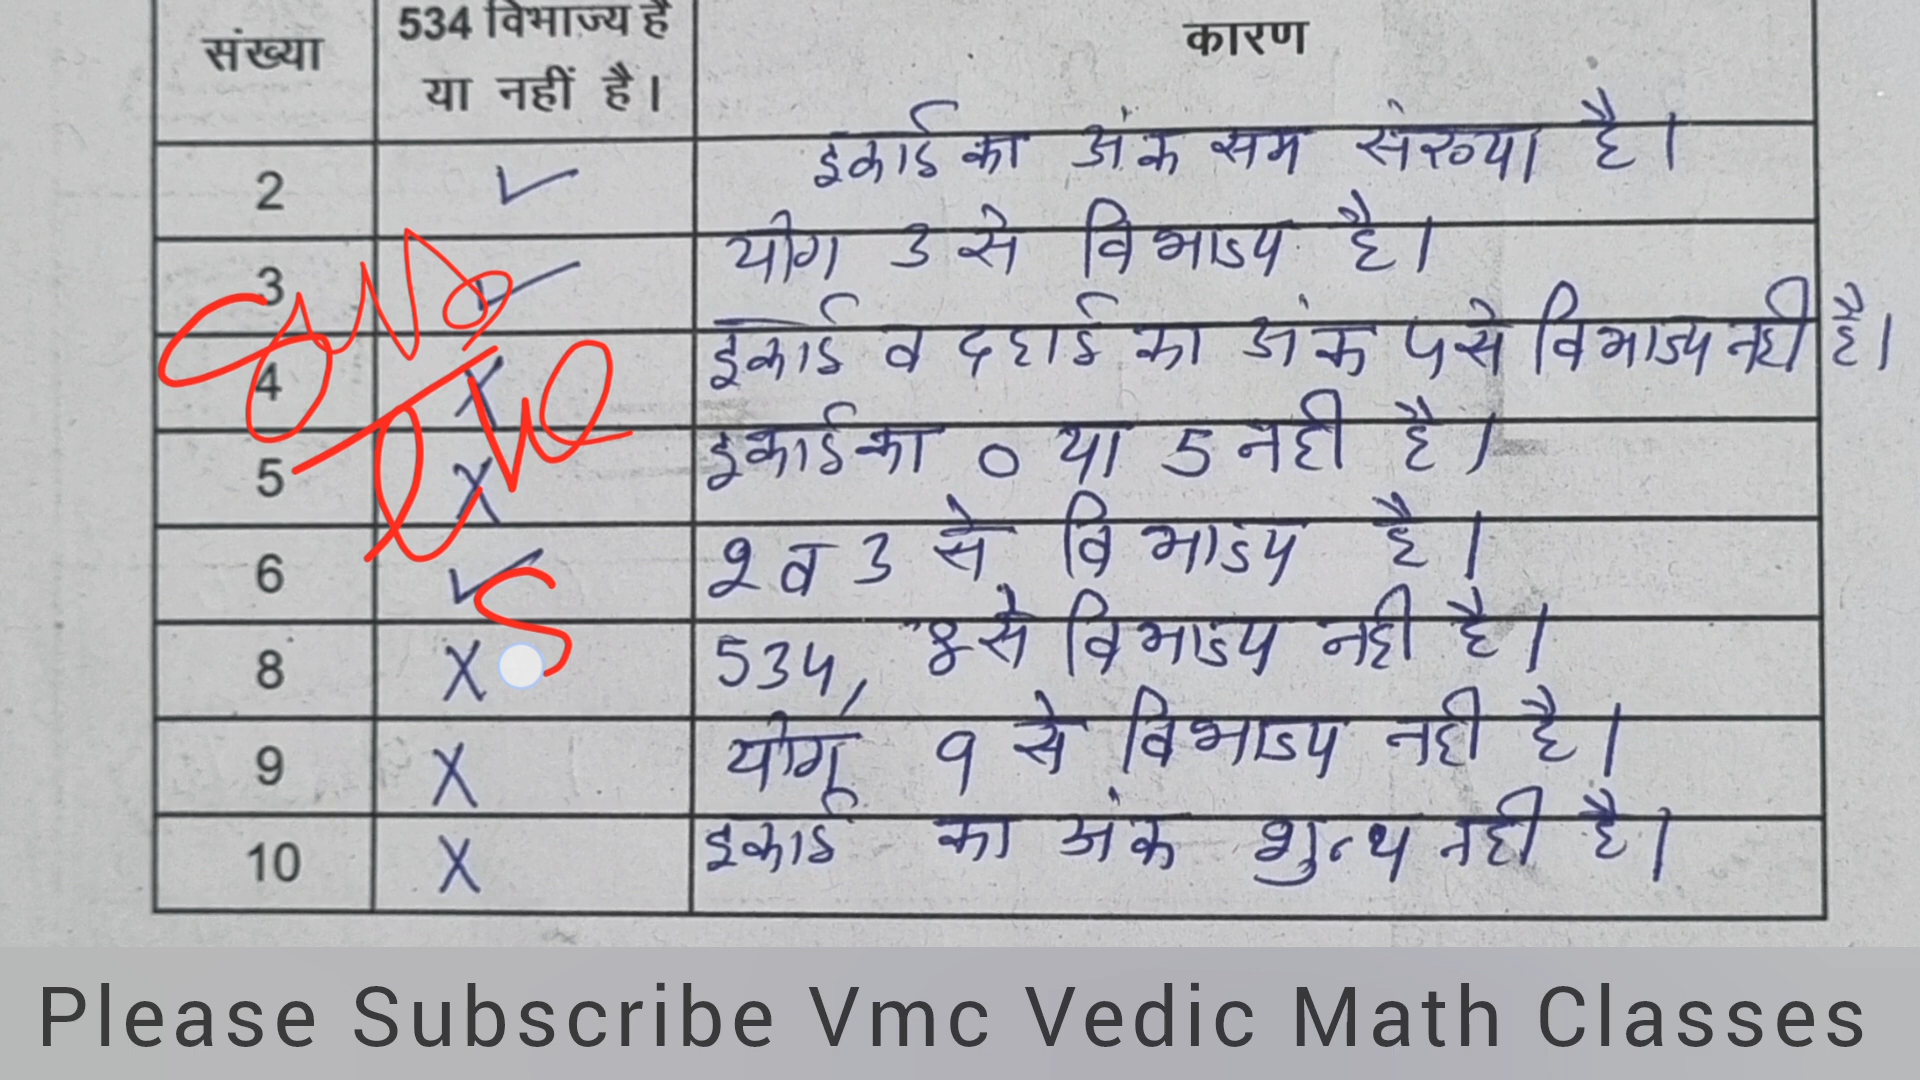 संख्या 534 विभाज्य है या नहीं है। कारण
2 ✓ इकाई का अंक सम संख्या है।
3 ✓ योग 3 से विभाज्य है।
4 X इकाई व दहाई का अंक 4 से विभाज्य नही है।
5 X इकाई का 0 या 5 नही है।
6 ✓ 2 व 3 से विभाज्य है।
8 X 534, 8 से विभाज्य नही है।
9 X योग 9 से विभाज्य नही है।
10 X इकाई का अंक शुन्य नही है।
Please Subscribe Vmc Vedic Math Classes